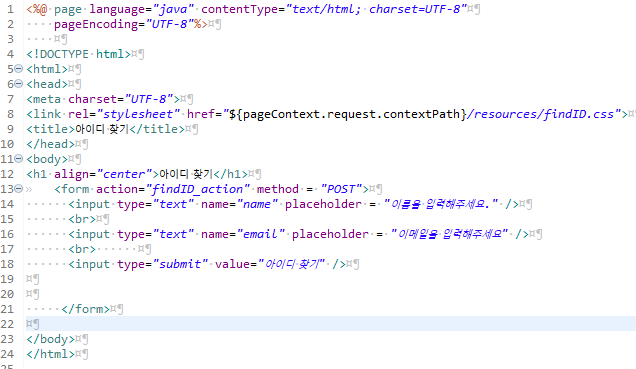 1 <%@ page language="java" contentType="text/html; charset=UTF-8"
2 pageEncoding="UTF-8"%>
3
4 <!DOCTYPE html>
5 <html>
6 <head>
7 <meta charset="UTF-8">
8 <link rel="stylesheet" href="${pageContext.request.contextPath}/resources/findID.css">
9 <title>아이디 찾기</title>
10 </head>
11 <body>
12 <h1 align="center">아이디 찾기</h1>
13 <form action="findID_action" method = "POST">
14 <input type="text" name="name" placeholder = "이름을 입력해주세요." />
15 <br>
16 <input type="text" name="email" placeholder = "이메일을 입력해주세요" />
17 <br>
18 <input type="submit" value="아이디 찾기" />
19
20
21 </form>
22
23 </body>
24 </html>
25